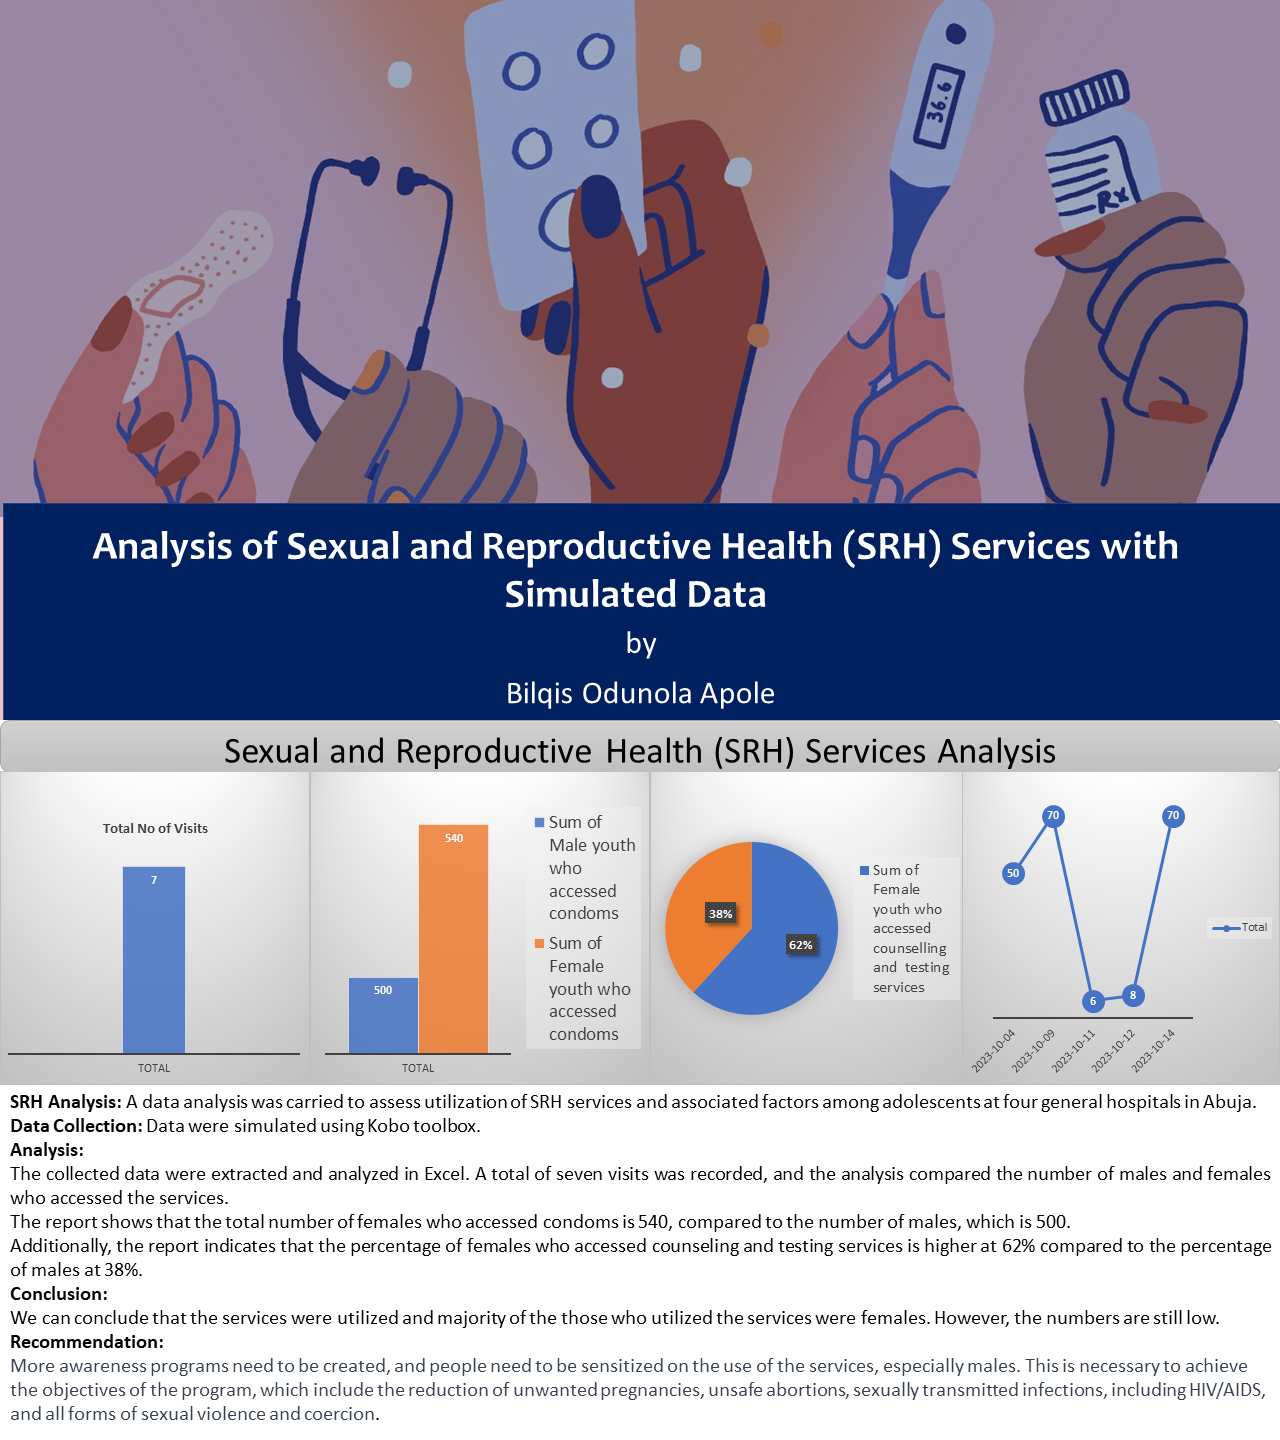 36.6
Rx
Analysis of Sexual and Reproductive Health (SRH) Services with
Simulated Data
by
Bilqis Odunola Apole
Sexual and Reproductive Health (SRH) Services Analysis
Total No of Visits
7
TOTAL
540
500
TOTAL
Sum of
Male youth
who
accessed
condoms
Sum of
Female
youth who
accessed
condoms
38%
62%
Sum of
Female
youth who
accessed
counselling
and testing
services
50
70
6
8
70
Total
2023-10-04
2023-10-09
2023-10-11
2023-10-12
2023-10-14
SRH Analysis: A data analysis was carried to assess utilization of SRH services and associated factors among adolescents at four general hospitals in Abuja.
Data Collection: Data were simulated using Kobo toolbox.
Analysis:
The collected data were extracted and analyzed in Excel. A total of seven visits was recorded, and the analysis compared the number of males and females
who accessed the services.
The report shows that the total number of females who accessed condoms is 540, compared to the number of males, which is 500.
Additionally, the report indicates that the percentage of females who accessed counseling and testing services is higher at 62% compared to the percentage
of males at 38%.
Conclusion:
We can conclude that the services were utilized and majority of the those who utilized the services were females. However, the numbers are still low.
Recommendation:
More awareness programs need to be created, and people need to be sensitized on the use of the services, especially males. This is necessary to achieve
the objectives of the program, which include the reduction of unwanted pregnancies, unsafe abortions, sexually transmitted infections, including HIV/AIDS,
and all forms of sexual violence and coercion.